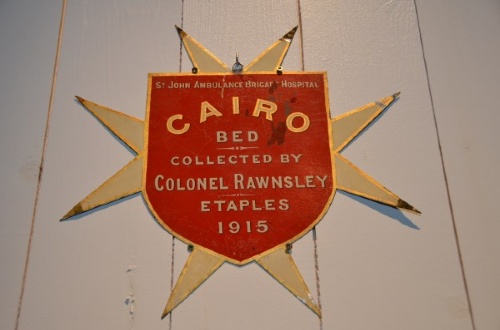 St John Ambulance Brigade Hospital
CAIRO
BED
COLLECTED BY
COLONEL RAWNSLEY
ETAPLES
1915